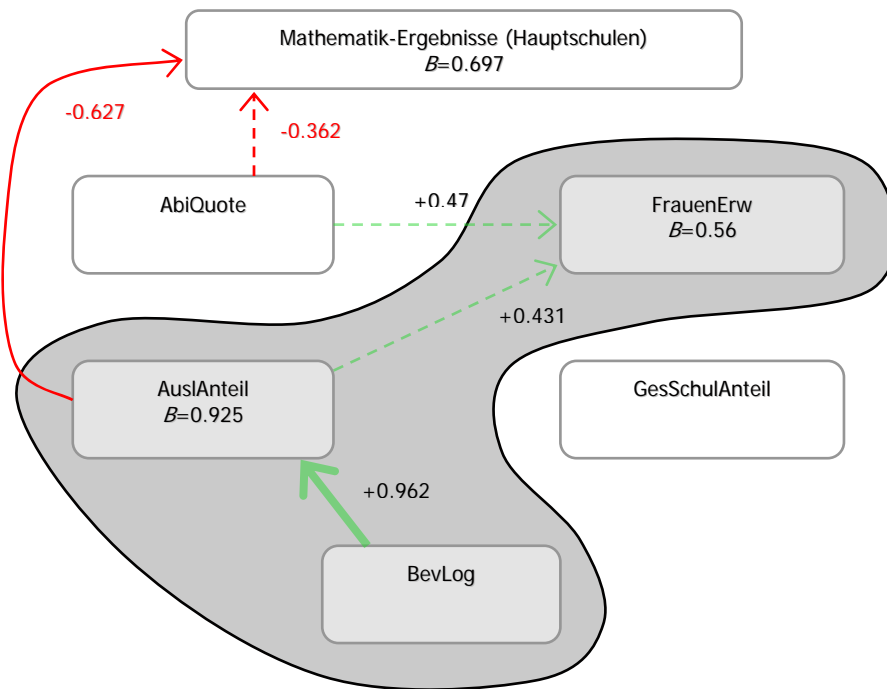 Mathematik-Ergebnisse (Hauptschulen)
B=0.697
-0.627
-0.362
AbiQuote
+0.47
FrauenErw
B=0.56
+0.431
AuslAnteil
B=0.925
GesSchulAnteil
+0.962
BevLog